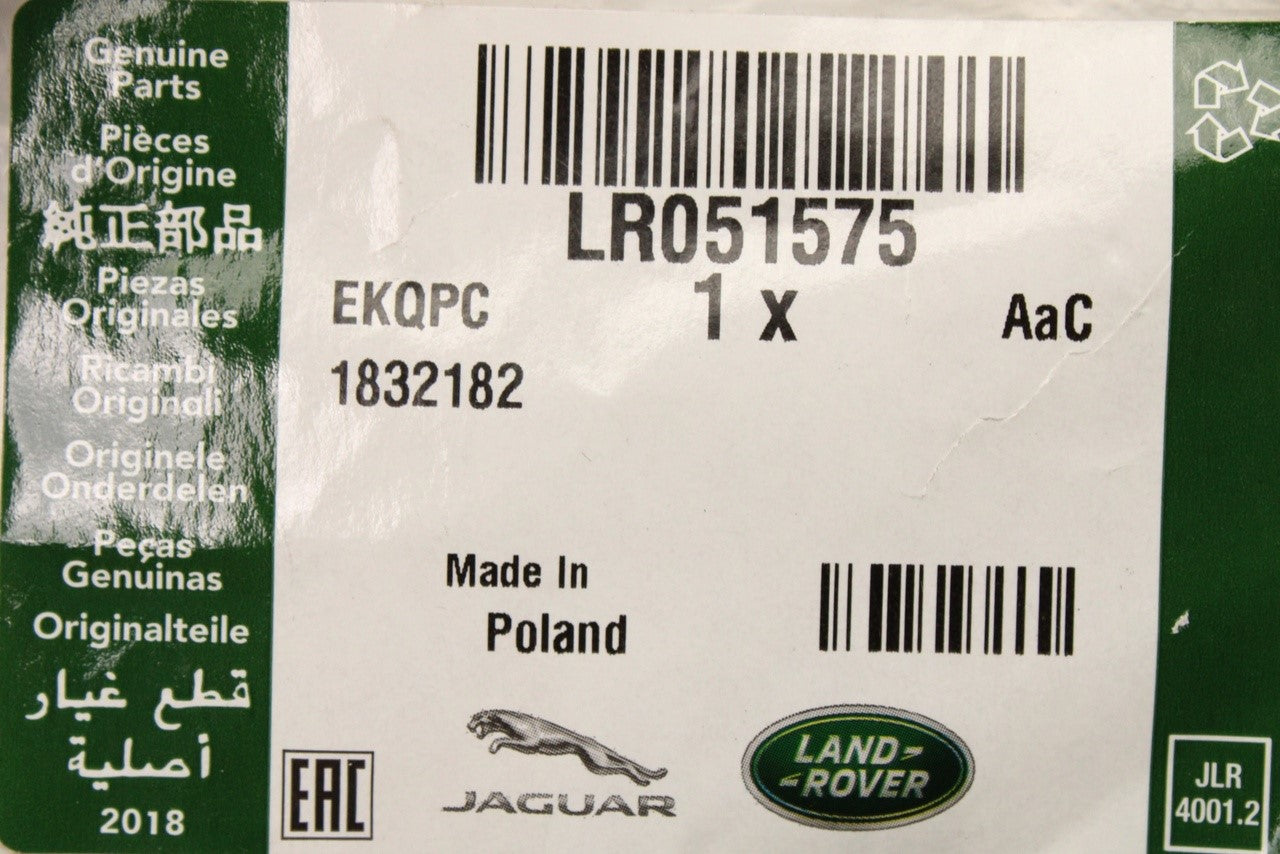 Genuine
Parts
Pièces
d'Origine
純正部品
Piezas
Originales
Ricambi
Originali
Originele
Onderdelen
Peças
Genuinas
Originalteile
قطع غيار
أصلية
2018
LR051575
EKQPC
1 x
AaC
1832182
Made In
Poland
EAC
JAGUAR
LAND-
-ROVER
JLR
4001.2